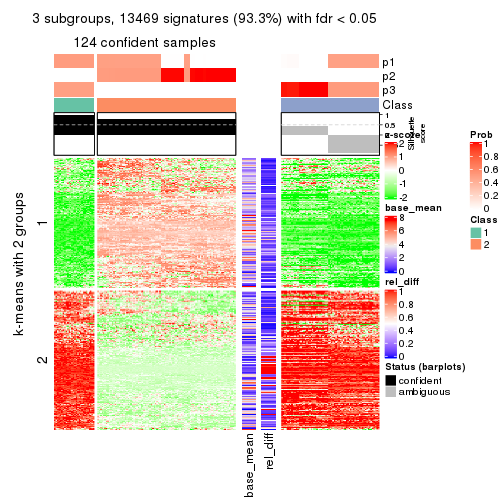 3 subgroups, 13469 signatures (93.3%) with fdr < 0.05
124 confident samples
p1
p2
p3
Class
1
0.5
Silhouette
score
z-score
2
1
0
-1
-2
base_mean
8
6
4
2
0
rel_diff
1
0.8
0.6
0.4
0.2
0
Status (barplots)
confident
ambiguous
Prob
1
0.8
0.6
0.4
0.2
0
Class
1
2
k-means with 2 groups
1
2
base_mean
rel_diff